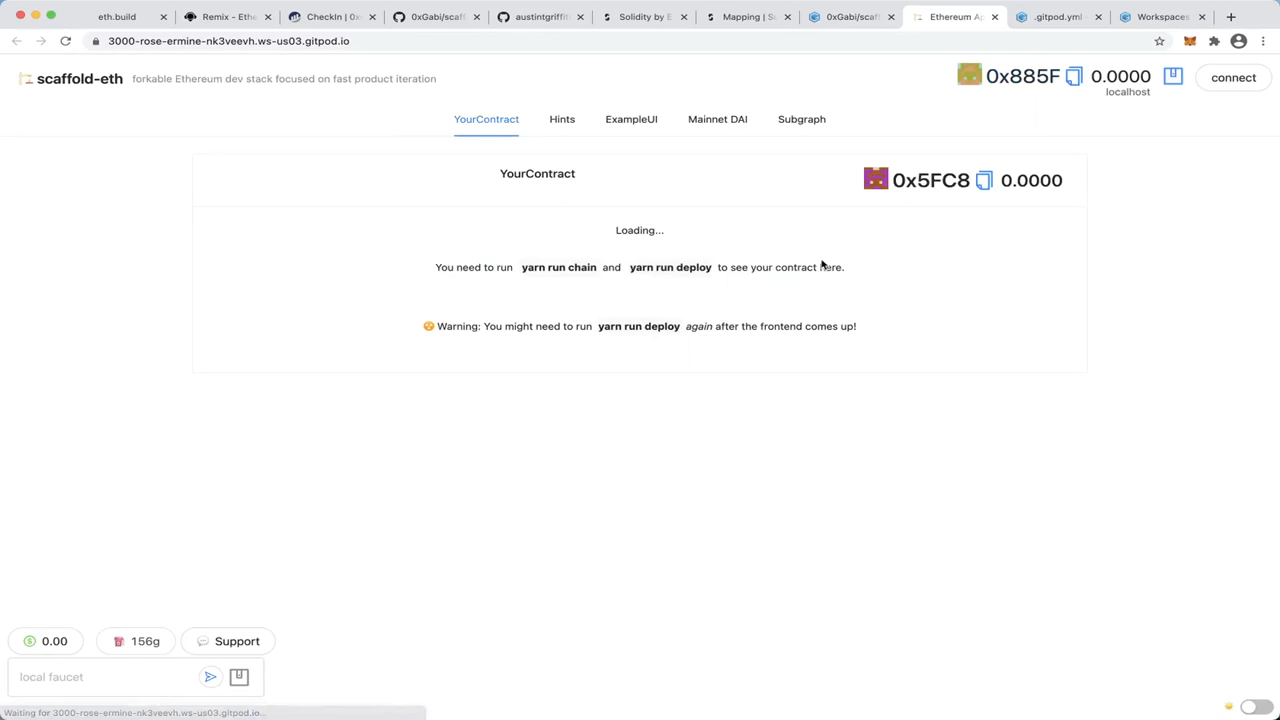 eth.build
Remix - Ethe
CheckIn | 0x
0xGabi/scaff
austintgriffit
Solidity by E
Mapping | So
0xGabi/scaff
Ethereum Ap
.gitpod.yml -
Workspaces
3000-rose-ermine-nk3veevh.ws-us03.gitpod.io
scaffold-eth
forkable Ethereum dev stack focused on fast product iteration
0x885F
0.0000
localhost
connect
YourContract
Hints
ExampleUI
Mainnet DAI
Subgraph
YourContract
0x5FC8
0.0000
Loading...
You need to run yarn run chain and yarn run deploy to see your contract here.
Warning: You might need to run yarn run deploy again after the frontend comes up!
0.00
156g
Support
local faucet
Waiting for 3000-rose-ermine-nk3veevh.ws-us03.gitpod.io...